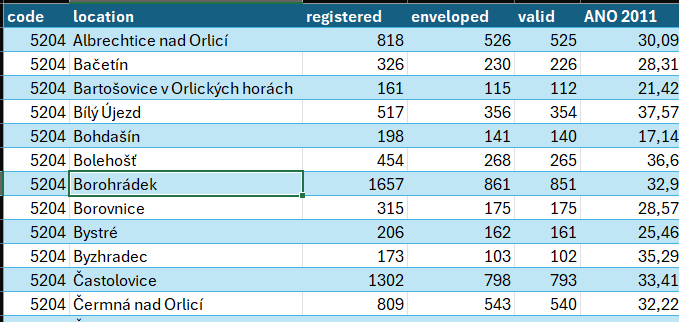 code location registered enveloped valid ANO 2011
5204 Albrechtice nad Orlicí 818 526 525 30,09
5204 Bačetín 326 230 226 28,31
5204 Bartošovice v Orlických horách 161 115 112 21,42
5204 Bílý Újezd 517 356 354 37,57
5204 Bohdašín 198 141 140 17,14
5204 Bolehošť 454 268 265 36,6
5204 Borohrádek 1657 861 851 32,9
5204 Borovnice 315 175 175 28,57
5204 Bystré 206 162 161 25,46
5204 Byzhradec 173 103 102 35,29
5204 Častolovice 1302 798 793 33,41
5204 Čermná nad Orlicí 809 543 540 32,22